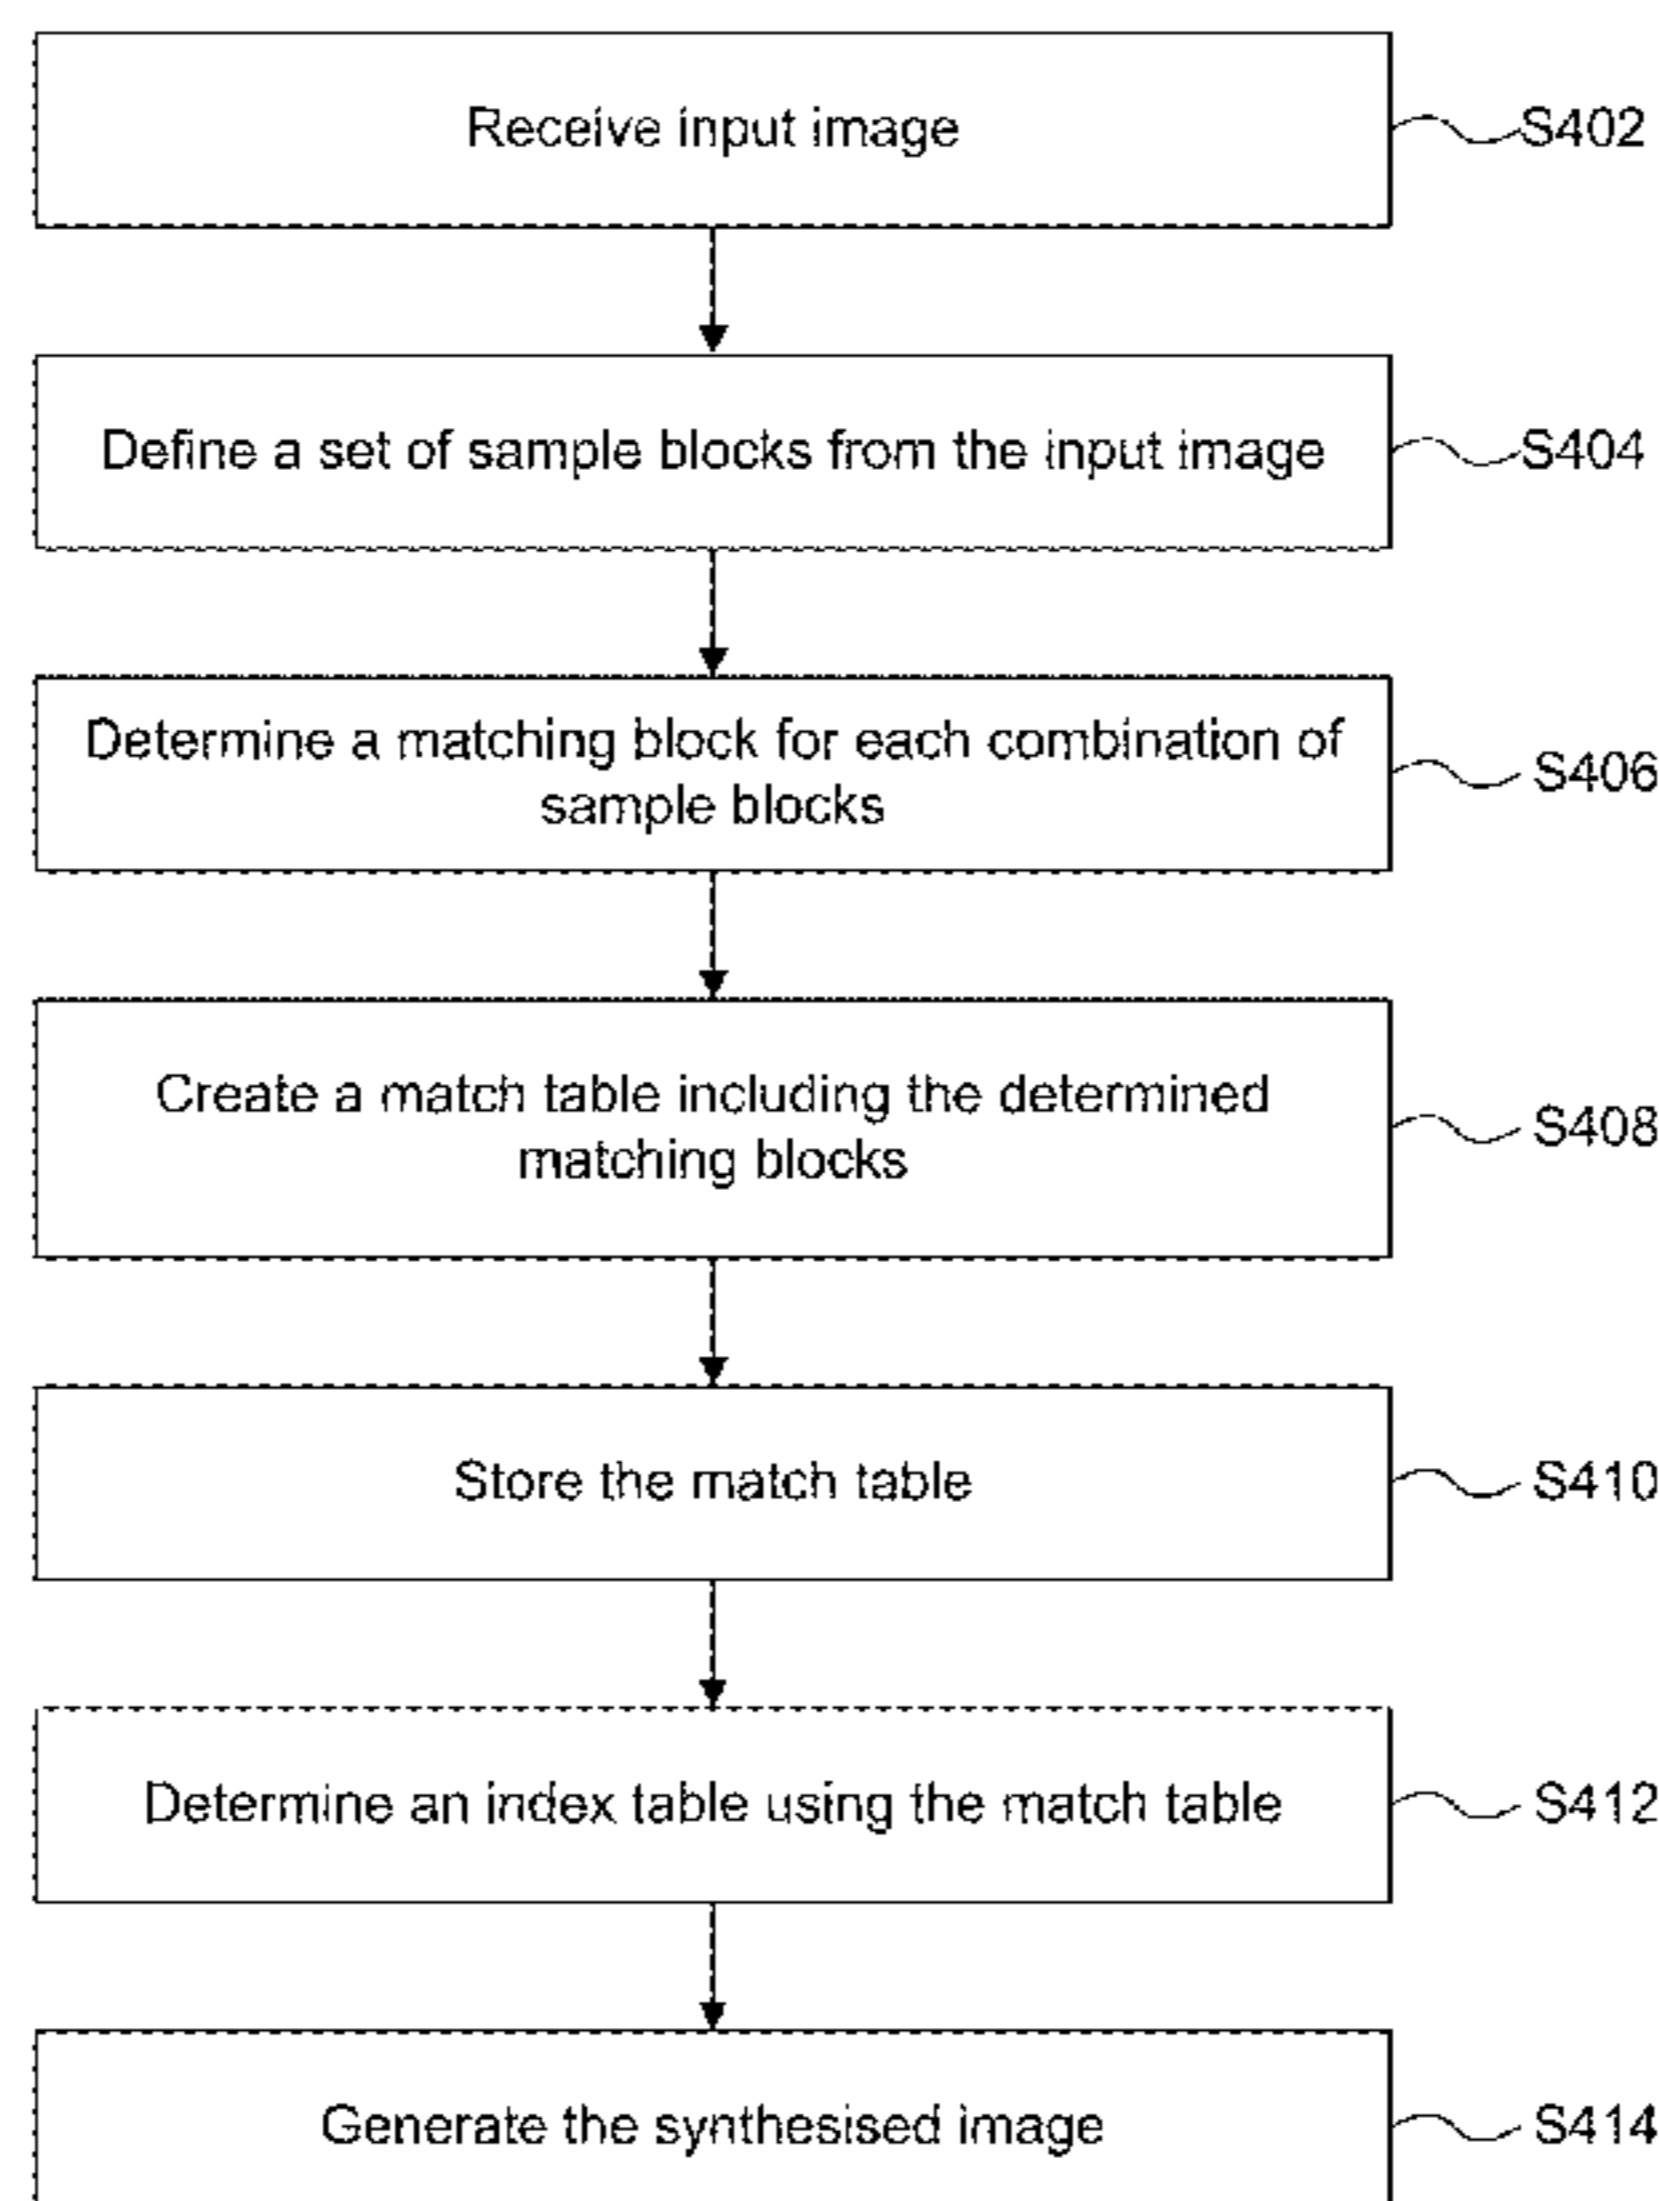 Receive input image
S402
Define a set of sample blocks from the input image
S404
Determine a matching block for each combination of
sample blocks
S406
Create a match table including the determined
matching blocks
S408
Store the match table
S410
Determine an index table using the match table
S412
Generate the synthesised image
S414